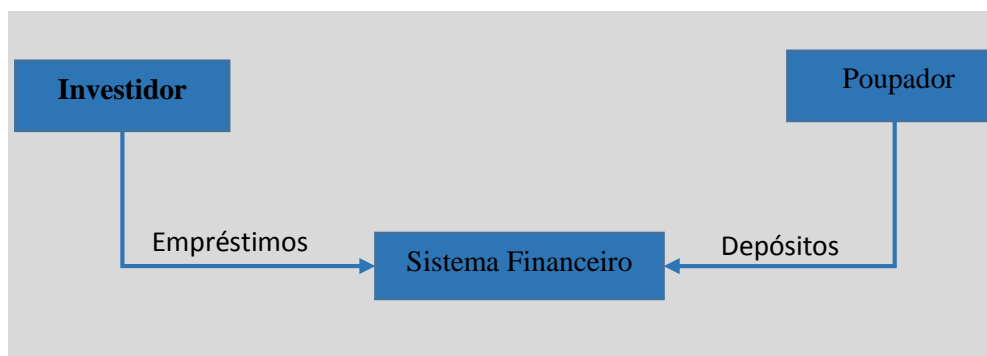 Investidor
Poupador
Empréstimos
Depósitos
Sistema Financeiro